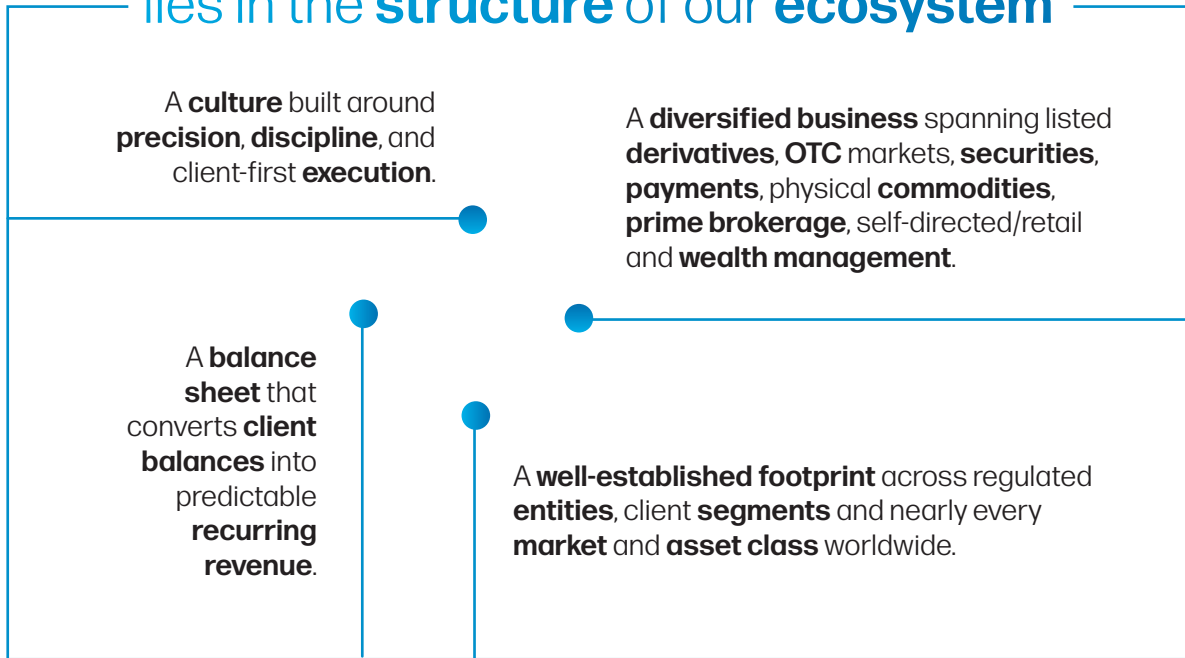 lies in the structure of our ecosystem
A culture built around
precision, discipline, and
client-first execution.
A diversified business spanning listed
derivatives, OTC markets, securities,
payments, physical commodities,
prime brokerage, self-directed/retail
and wealth management.
A balance
sheet that
converts client
balances into
predictable
recurring
revenue.
A well-established footprint across regulated
entities, client segments and nearly every
market and asset class worldwide.